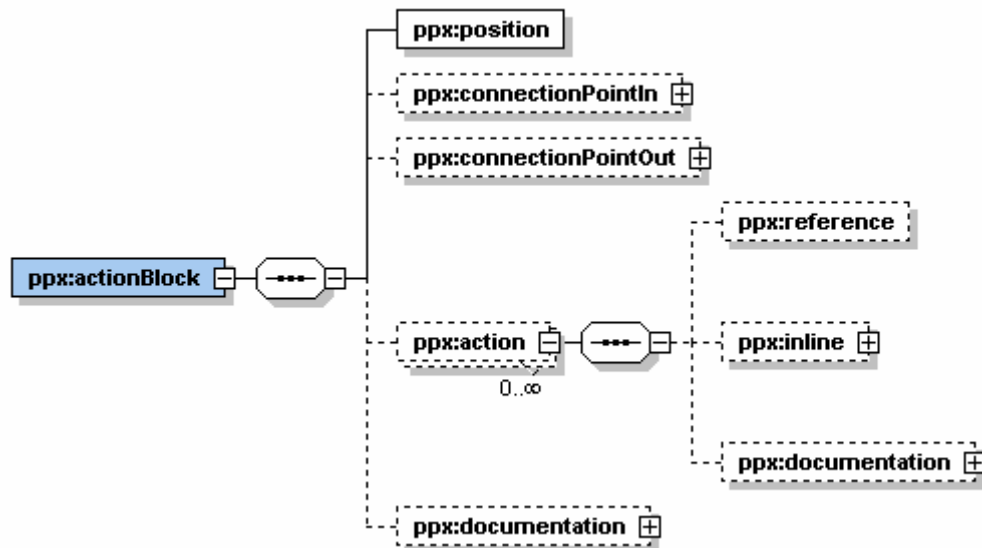 ppx:position
ppx:connectionPointIn
ppx:connectionPointOut
ppx:reference
ppx:actionBlock
ppx:action
0..∞
ppx:inline
ppx:documentation
ppx:documentation